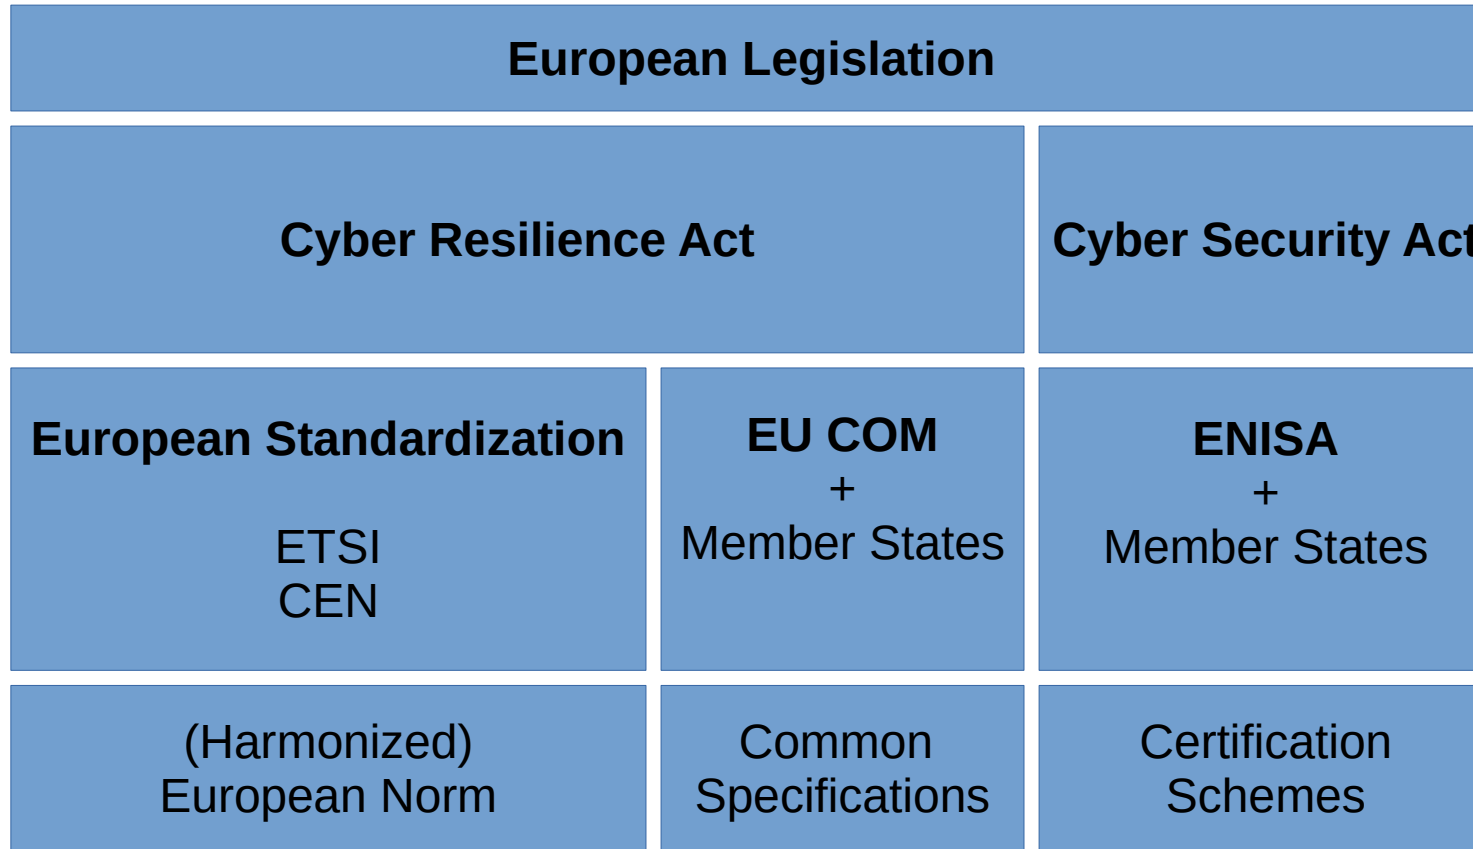 European Legislation
Cyber Resilience Act
Cyber Security Act
European Standardization
ETSI
CEN
EU COM
+
Member States
ENISA
+
Member States
(Harmonized)
European Norm
Common
Specifications
Certification
Schemes